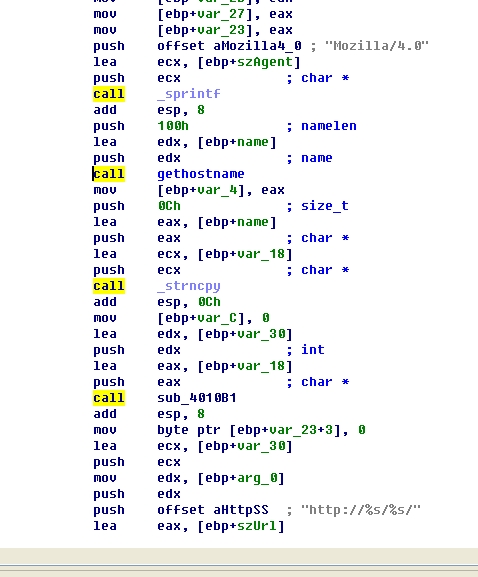 mov [ebp+var_27], eax
mov [ebp+var_23], eax
push offset aMozilla4_0 ; "Mozilla/4.0"
lea ecx, [ebp+szAgent]
push ecx ; char *
call _sprintf
add esp, 8
push 100h ; namelen
lea edx, [ebp+name]
push edx ; name
call gethostname
mov [ebp+var_4], eax
push 0Ch ; size_t
lea eax, [ebp+name]
push eax ; char *
lea ecx, [ebp+var_18]
push ecx ; char *
call _strncpy
add esp, 0Ch
mov [ebp+var_C], 0
lea edx, [ebp+var_30]
push edx ; int
lea eax, [ebp+var_18]
push eax ; char *
call sub_4010B1
add esp, 8
mov byte ptr [ebp+var_23+3], 0
lea ecx, [ebp+var_30]
push ecx
mov edx, [ebp+arg_0]
push edx
push offset aHttpSS ; "http://%s/%s/"
lea eax, [ebp+szUrl]